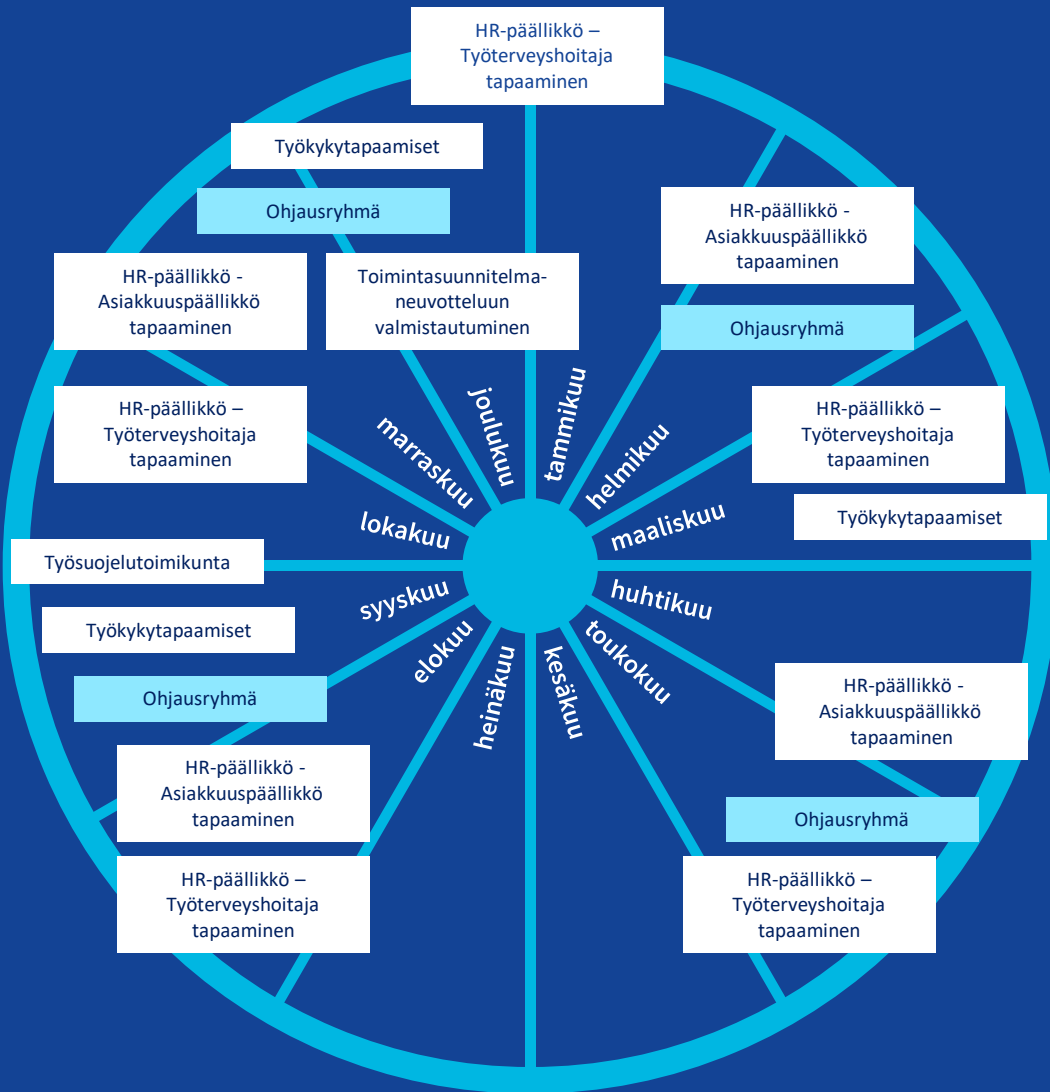 HR-päällikkö –
Työterveyshoitaja
tapaaminen
Työkykytapaamiset
Ohjausryhmä
HR-päällikkö -
Asiakkuuspäällikkö
tapaaminen
Toimintasuunnitelma-
neuvotteluun
valmistautuminen
HR-päällikkö -
Asiakkuuspäällikkö
tapaaminen
Ohjausryhmä
HR-päällikkö –
Työterveyshoitaja
tapaaminen
HR-päällikkö –
Työterveyshoitaja
tapaaminen
Työkykytapaamiset
tammikuu
helmikuu
maaliskuu
huhtikuu
toukokuu
kesäkuu
heinäkuu
elokuu
syyskuu
lokakuu
marraskuu
joulukuu
Työsuojelutoimikunta
Työkykytapaamiset
Ohjausryhmä
HR-päällikkö -
Asiakkuuspäällikkö
tapaaminen
HR-päällikkö –
Työterveyshoitaja
tapaaminen
HR-päällikkö -
Asiakkuuspäällikkö
tapaaminen
Ohjausryhmä
HR-päällikkö –
Työterveyshoitaja
tapaaminen